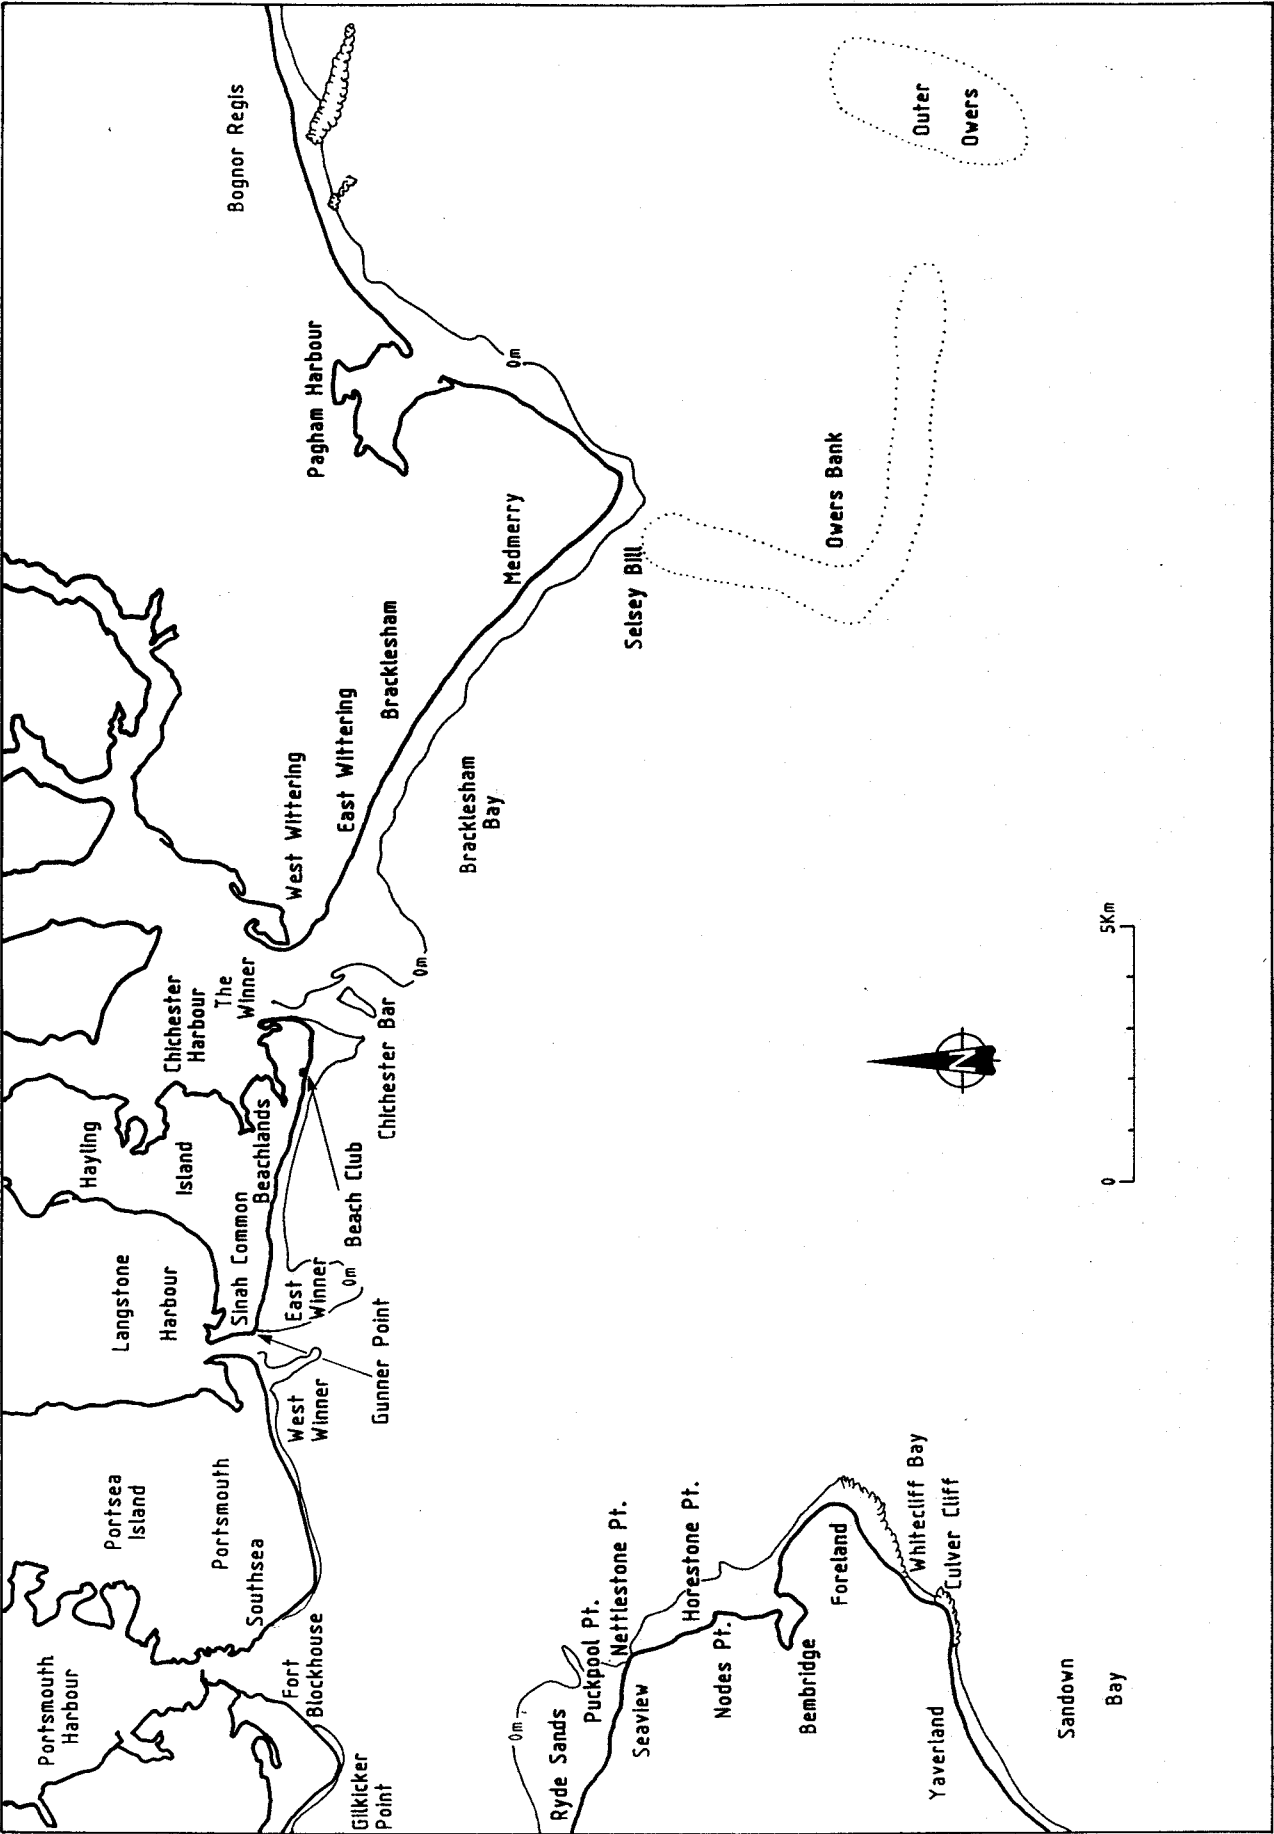 Portsmouth
Harbour
Portsea
Island
Langstone
Harbour
Hayling
Island
Chichester
Harbour
The
Winner
Pagham Harbour
Bognor Regis
Gilkicker
Point
Fort
Blockhouse
Southsea
Portsmouth
West
Winner
Gunner Point
East
Winner
0m
Sinah Common
Beachlands
Beach Club
Chichester Bar
0m
West Wittering
East Wittering
Bracklesham
Bracklesham
Bay
Medmerry
Selsey Bill
0m
Owers Bank
Outer
Owers
0m
Ryde Sands
Puckpool Pt.
Nettlestone Pt.
Seaview
Horestone Pt.
Nodes Pt.
Bembridge
Foreland
Whitecliff Bay
Culver Cliff
Yaverland
Sandown
Bay
N
0
5Km